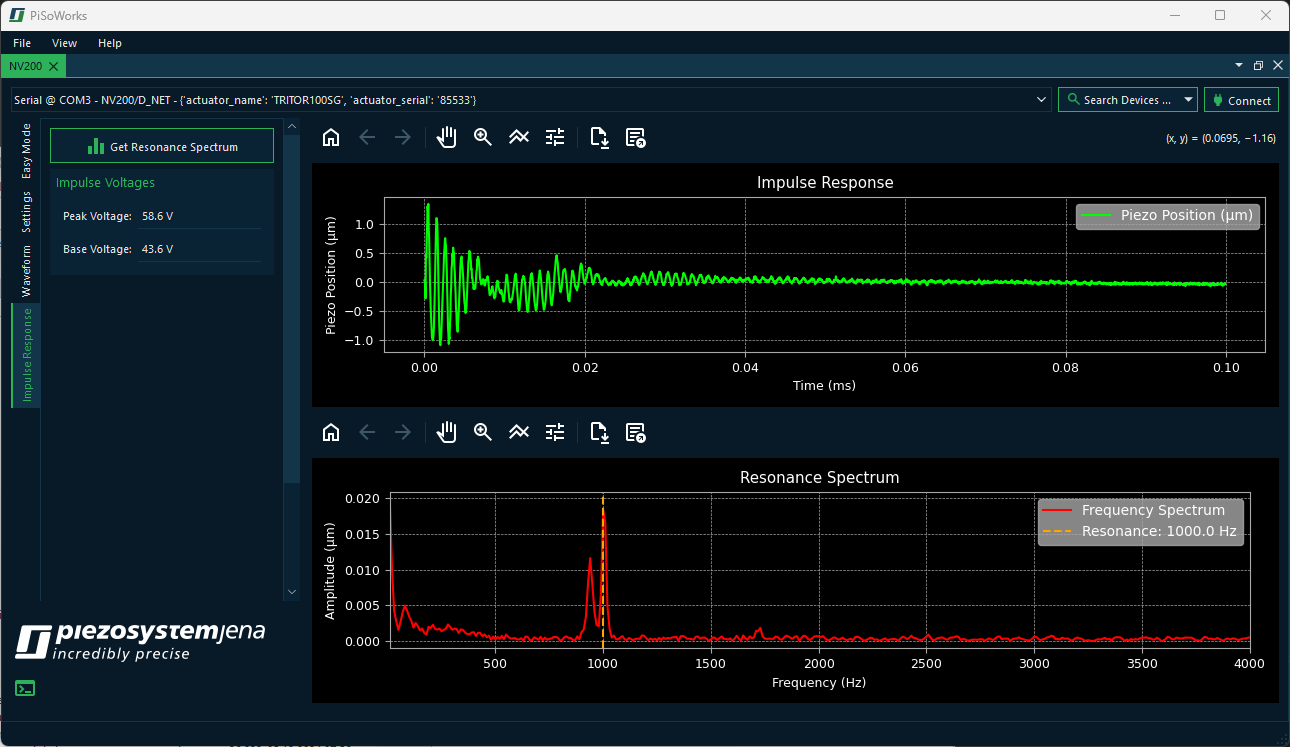 PiSoWorks
File View Help
NV200
Serial @ COM3 - NV200/D_NET - {'actuator_name': 'TRITOR100SG', 'actuator_serial': '85533'}
Search Devices ...
Connect
Easy Mode
Settings
Waveform
Impulse Response
Get Resonance Spectrum
Impulse Voltages
Peak Voltage: 58.6 V
Base Voltage: 43.6 V
(x, y) = (0.0695, −1.16)
Impulse Response
Piezo Position (μm)
Piezo Position (μm)
1.0
0.5
0.0
−0.5
−1.0
0.00 0.02 0.04 0.06 0.08 0.10
Time (ms)
Resonance Spectrum
Frequency Spectrum
Resonance: 1000.0 Hz
Amplitude (μm)
0.020
0.015
0.010
0.005
0.000
500 1000 1500 2000 2500 3000 3500 4000
Frequency (Hz)
piezosystemjena
incredibly precise